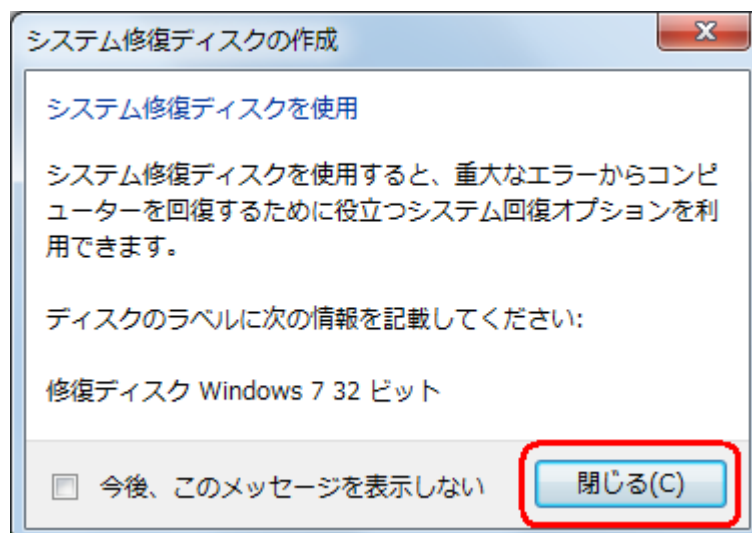 システム修復ディスクの作成
システム修復ディスクを使用
システム修復ディスクを使用すると、重大なエラーからコンピ
ューターを回復するために役立つシステム回復オプションを利
用できます。
ディスクのラベルに次の情報を記載してください:
修復ディスク Windows 7 32 ビット
今後、このメッセージを表示しない
閉じる(C)